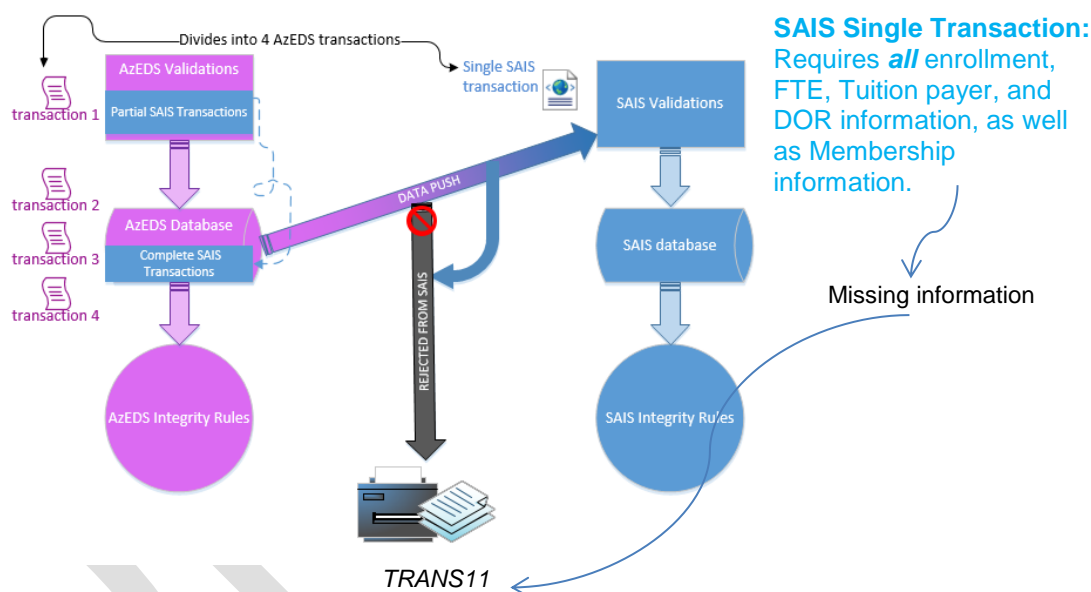 Divides into 4 AzEDS transactions
AzEDS Validations
Partial SAIS Transactions
transaction 1
transaction 2
AzEDS Database
transaction 3
Complete SAIS
Transactions
transaction 4
AzEDS Integrity Rules
Single SAIS
transaction
DATA PUSH
REJECTED FROM SAIS
SAIS Validations
SAIS database
SAIS Integrity Rules
SAIS Single Transaction:
Requires all enrollment,
FTE, Tuition payer, and
DOR information, as well
as Membership
information.
Missing information
TRANS11